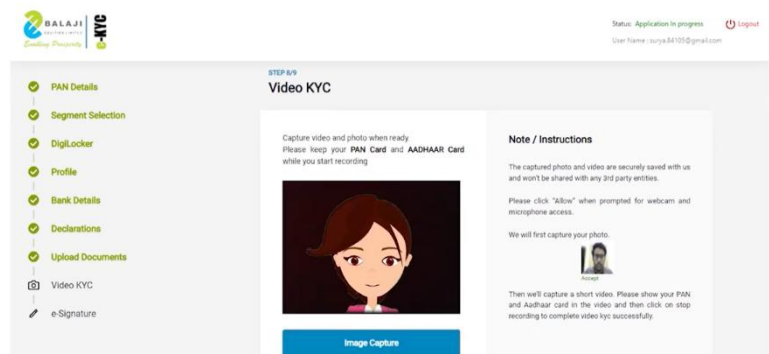 BALAJI
Enabling Prosperity
e-KYC
Status: Application In progress
Logout
User Name : surya.84105@gmail.com
PAN Details
Segment Selection
DigiLocker
Profile
Bank Details
Declarations
Upload Documents
Video KYC
e-Signature
STEP 8/9
Video KYC
Capture video and photo when ready.
Please keep your PAN Card and AADHAAR Card
while you start recording
Image Capture
Note / Instructions
The captured photo and video are securely saved with us
and won't be shared with any 3rd party entities.
Please click "Allow" when prompted for webcam and
microphone access.
We will first capture your photo.
Accept
Then we'll capture a short video. Please show your PAN
and Aadhaar card in the video and then click on stop
recording to complete video kyc successfully.